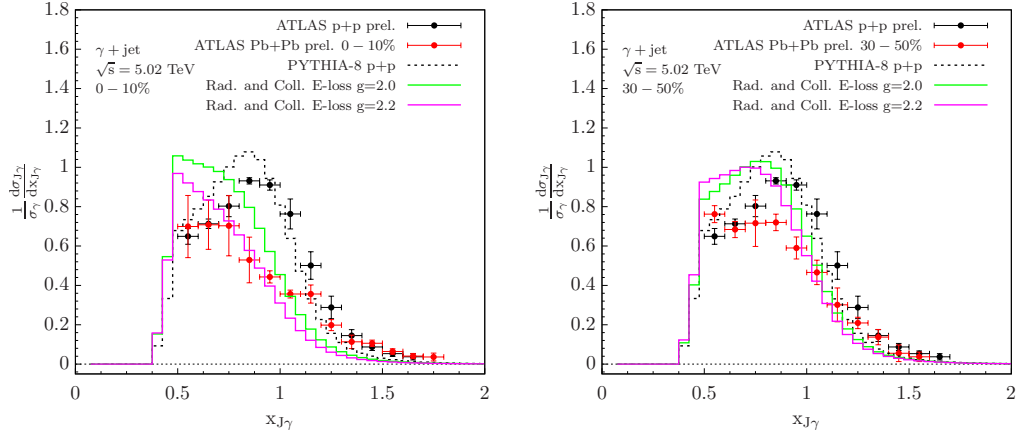 1.8
1.6
1.4
1.2
1
0.8
0.6
0.4
0.2
0
0
0.5
1
1.5
2
1/σγ dσJγ/dxJγ
xJγ
γ + jet
√s = 5.02 TeV
0 − 10%
ATLAS p+p prel.
ATLAS Pb+Pb prel. 0 − 10%
PYTHIA-8 p+p
Rad. and Coll. E-loss g=2.0
Rad. and Coll. E-loss g=2.2
1.8
1.6
1.4
1.2
1
0.8
0.6
0.4
0.2
0
0
0.5
1
1.5
2
1/σγ dσJγ/dxJγ
xJγ
γ + jet
√s = 5.02 TeV
30 − 50%
ATLAS p+p prel.
ATLAS Pb+Pb prel. 30 − 50%
PYTHIA-8 p+p
Rad. and Coll. E-loss g=2.0
Rad. and Coll. E-loss g=2.2